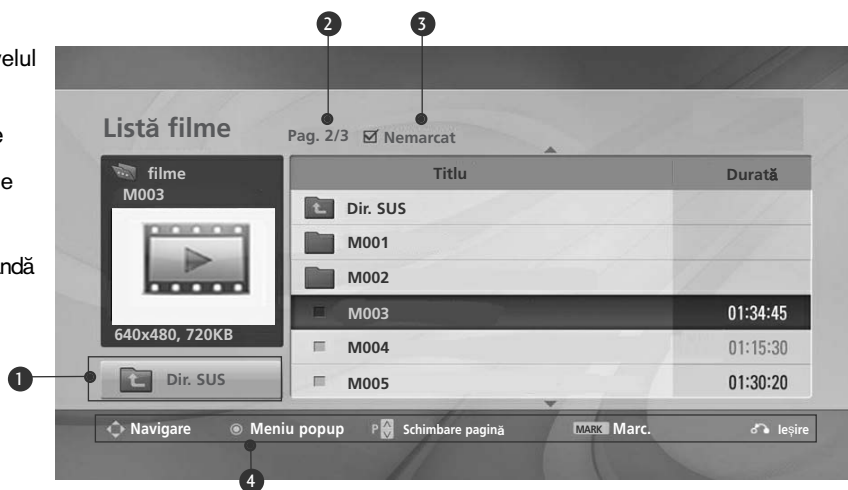 2 3
Listă filme
Pag. 2/3 Nemarcat
filme
M003
640x480, 720KB
1
Dir. SUS
Titlu Durată
Dir. SUS
M001
M002
M003 01:34:45
M004 01:15:30
M005 01:30:20
Navigare Meniu popup P Schimbare pagină MARK Marc. Ieșire
4